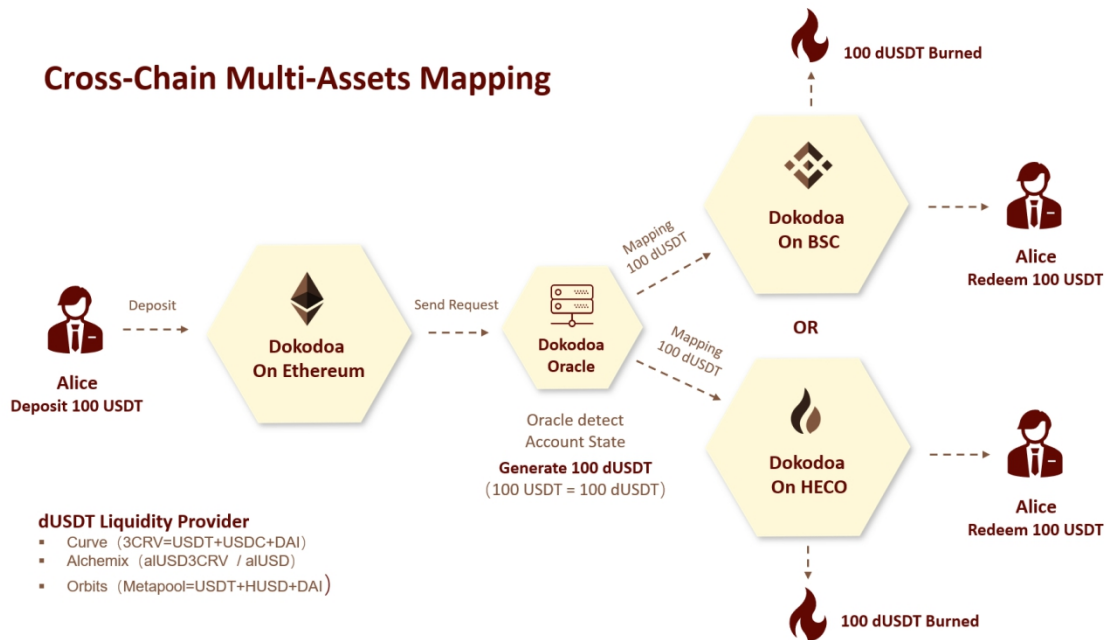 100 dUSDT Burned
Cross-Chain Multi-Assets Mapping
Dokodoa
On BSC
Mapping
100 dUSDT
Alice
Redeem 100 USDT
Deposit
Send Request
OR
Dokodoa
On Ethereum
Dokodoa
Oracle
Mapping
100 dUSDT
Alice
Deposit 100 USDT
Oracle detect
Account State
Generate 100 dUSDT
(100 USDT = 100 dUSDT)
Dokodoa
On HECO
Alice
Redeem 100 USDT
dUSDT Liquidity Provider
▪ Curve（3CRV=USDT+USDC+DAI）
▪ Alchemix（alUSD3CRV / alUSD）
▪ Orbits（Metapool=USDT+HUSD+DAI)
100 dUSDT Burned